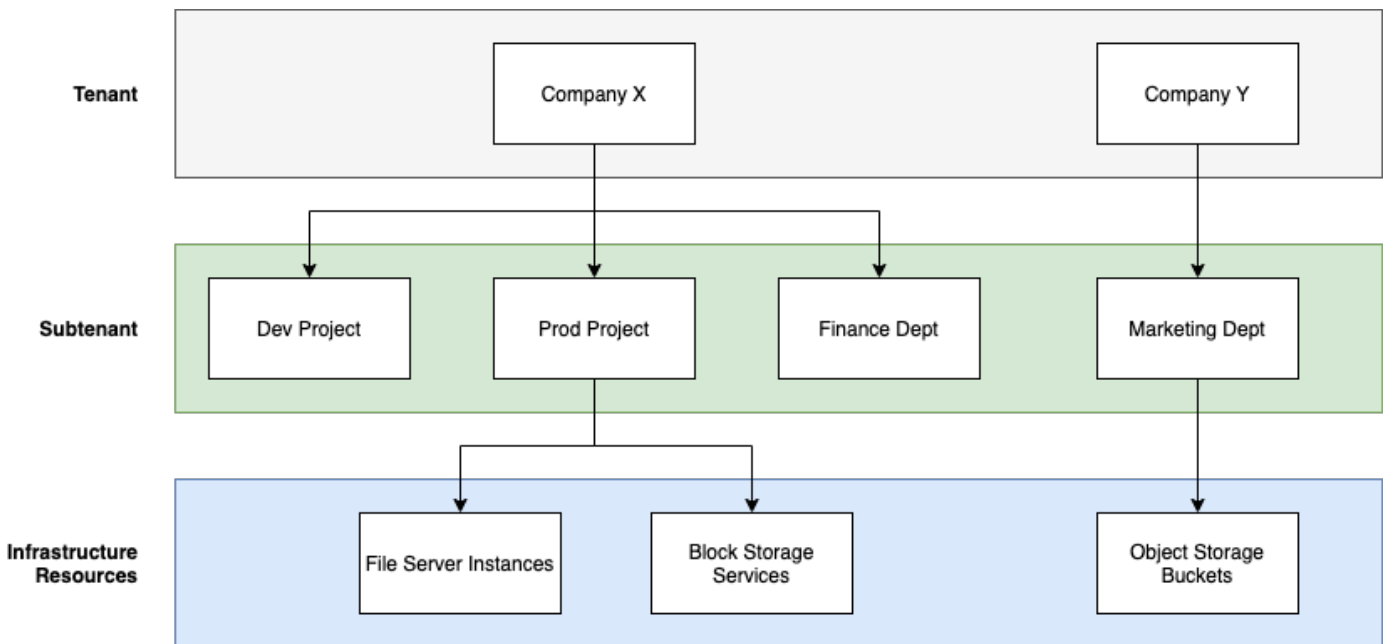 Tenant
Company X
Company Y
Subtenant
Dev Project
Prod Project
Finance Dept
Marketing Dept
Infrastructure
Resources
File Server Instances
Block Storage
Services
Object Storage
Buckets